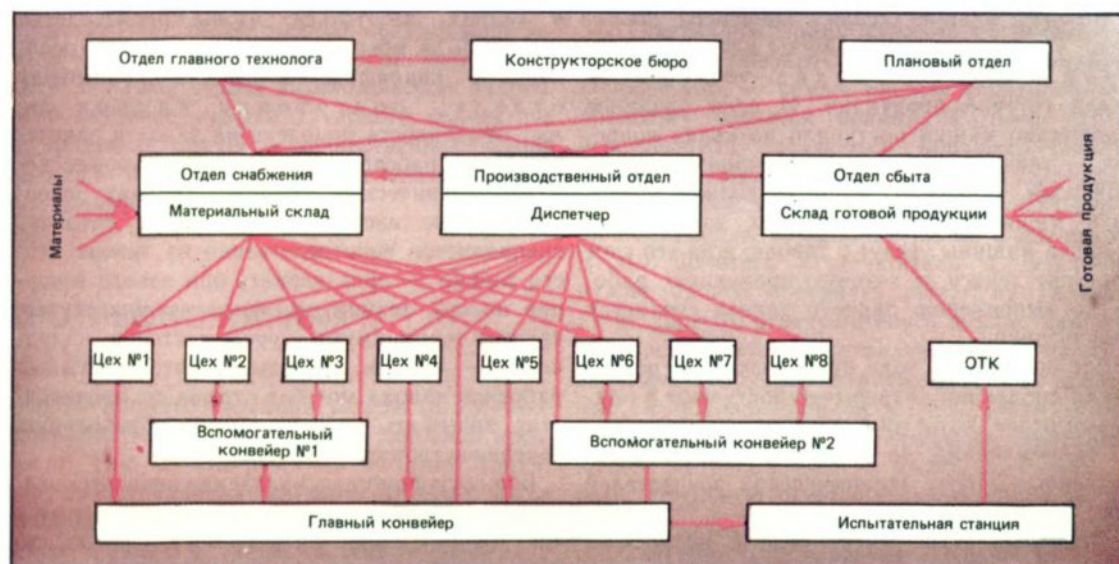 Отдел главного технолога
Конструкторское бюро
Плановый отдел
Отдел снабжения
Производственный отдел
Отдел сбыта
Материалы
Материальный склад
Диспетчер
Склад готовой продукции
Готовая продукция
Цех №1
Цех №2
Цех №3
Цех №4
Цех №5
Цех №6
Цех №7
Цех №8
ОТК
Вспомогательный
конвейер №1
Вспомогательный
конвейер №2
Главный конвейер
Испытательная станция